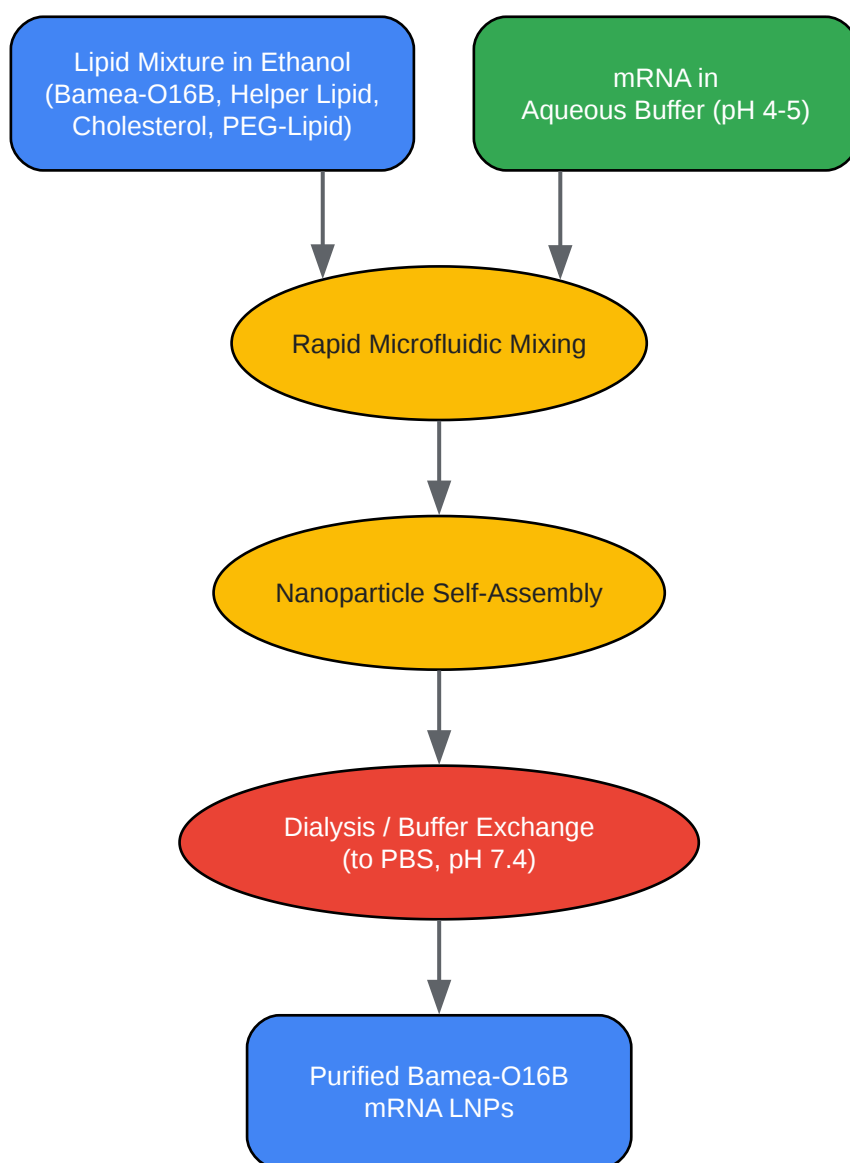 Lipid Mixture in Ethanol
(Bamea-O16B, Helper Lipid,
Cholesterol, PEG-Lipid)
mRNA in
Aqueous Buffer (pH 4-5)
Rapid Microfluidic Mixing
Nanoparticle Self-Assembly
Dialysis / Buffer Exchange
(to PBS, pH 7.4)
Purified Bamea-O16B
mRNA LNPs